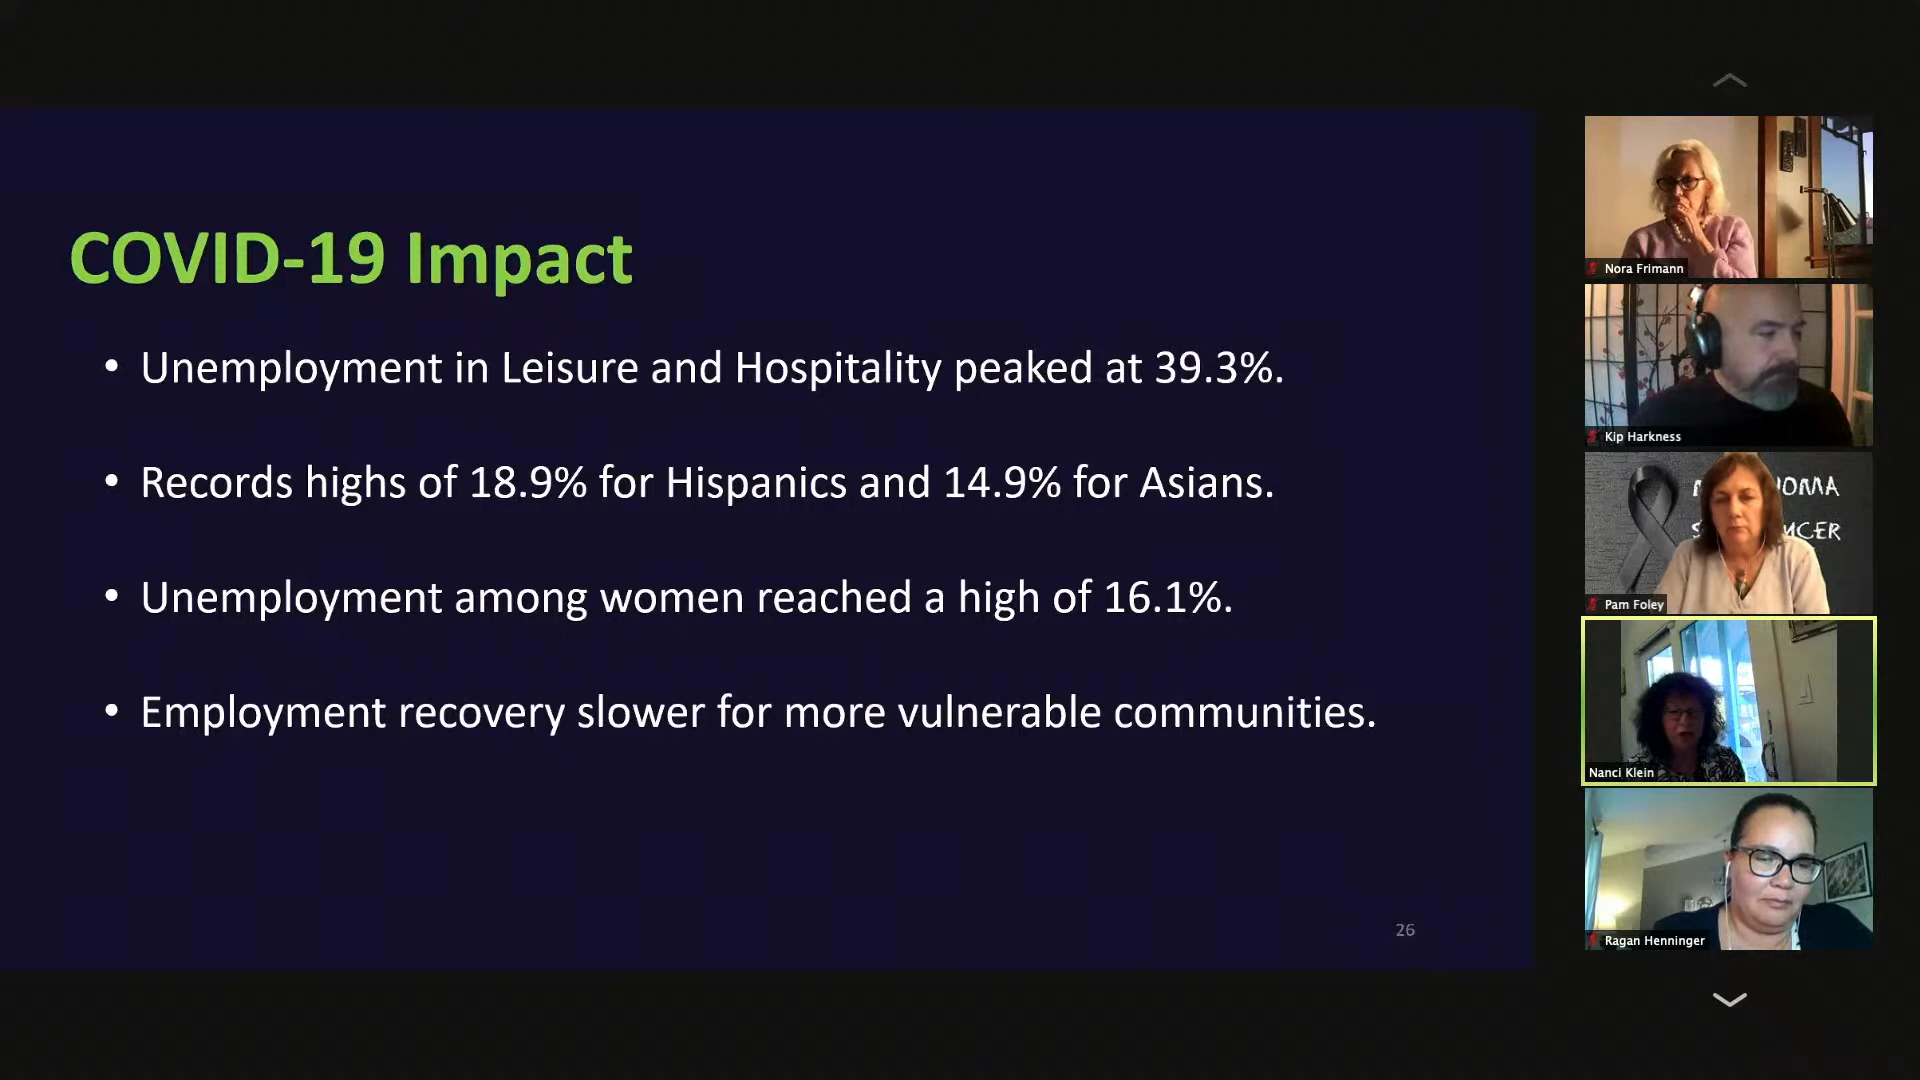 COVID-19 Impact
• Unemployment in Leisure and Hospitality peaked at 39.3%.
• Records highs of 18.9% for Hispanics and 14.9% for Asians.
• Unemployment among women reached a high of 16.1%.
• Employment recovery slower for more vulnerable communities.
26
Nora Frimann
Kip Harkness
Pam Foley
Nanci Klein
Ragan Henninger